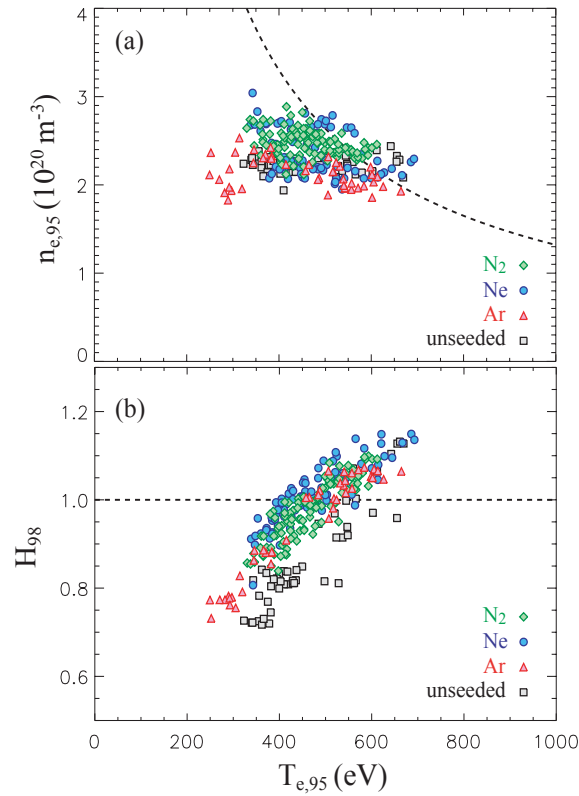 4
(a)
3
2
1
0
n_e,95 (10^20 m^-3)
N2
Ne
Ar
unseeded
(b)
1.2
1.0
0.8
0.6
H_98
N2
Ne
Ar
unseeded
0 200 400 600 800 1000
T_e,95 (eV)